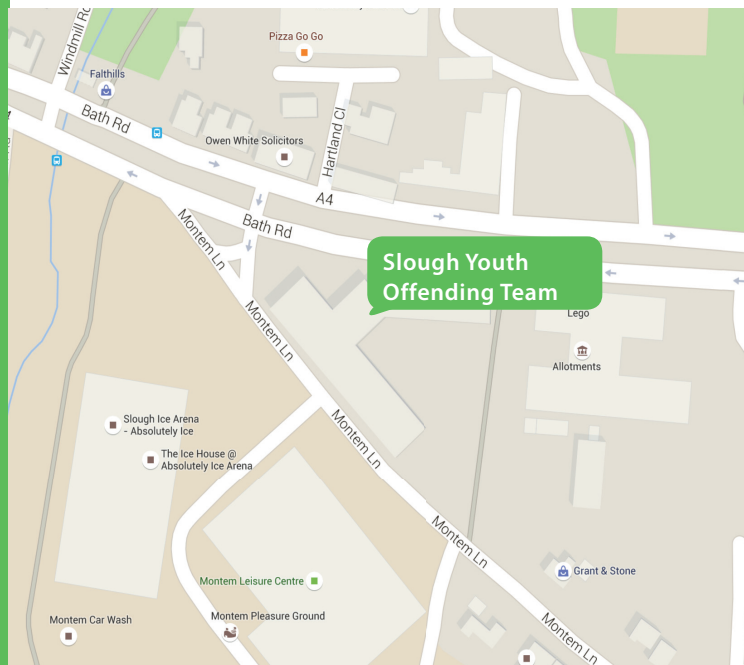 Pizza Go Go
Windmill Rd
Falthills
Bath Rd
Owen White Solicitors
Hartland Cl
A4
Montem Ln
Bath Rd
Slough Youth
Offending Team
Lego
Allotments
Montem Ln
Slough Ice Arena
- Absolutely Ice
The Ice House @
Absolutely Ice Arena
Montem Ln
Montem Ln
Grant & Stone
Montem Leisure Centre
Montem Pleasure Ground
Montem Car Wash
Montem Ln